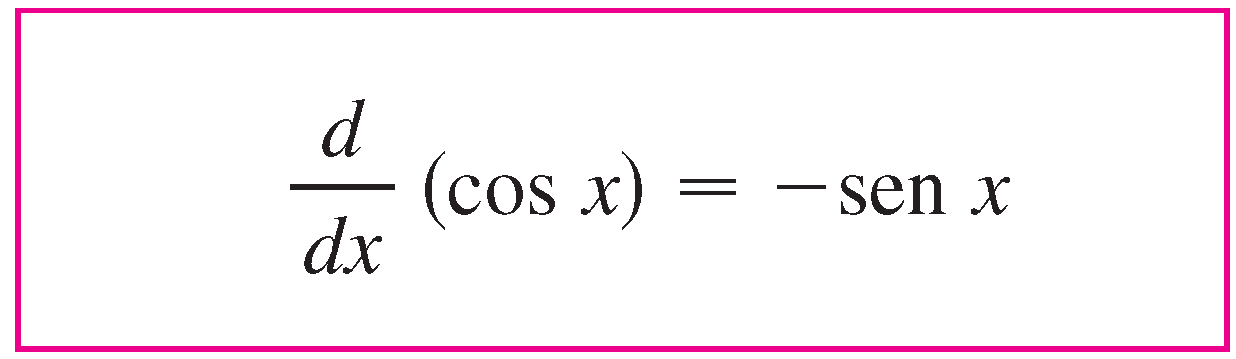 d/dx (cos x) = −sen x